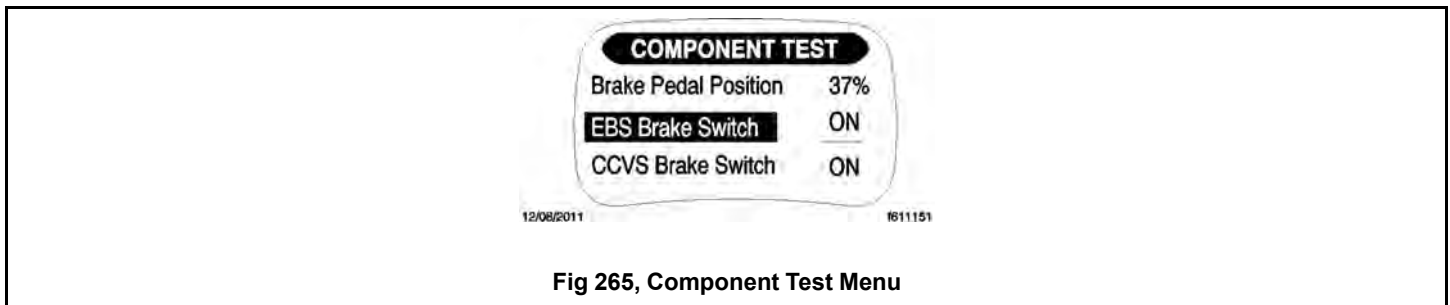 COMPONENT TEST
Brake Pedal Position 37%
EBS Brake Switch ON
CCVS Brake Switch ON
12/08/2011 f611151
Fig 265, Component Test Menu